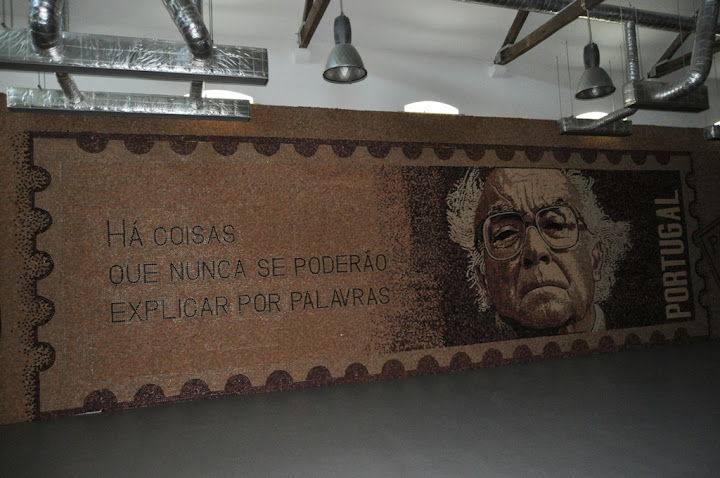 HÁ COISAS
QUE NUNCA SE PODERÃO
EXPLICAR POR PALAVRAS
PORTUGAL